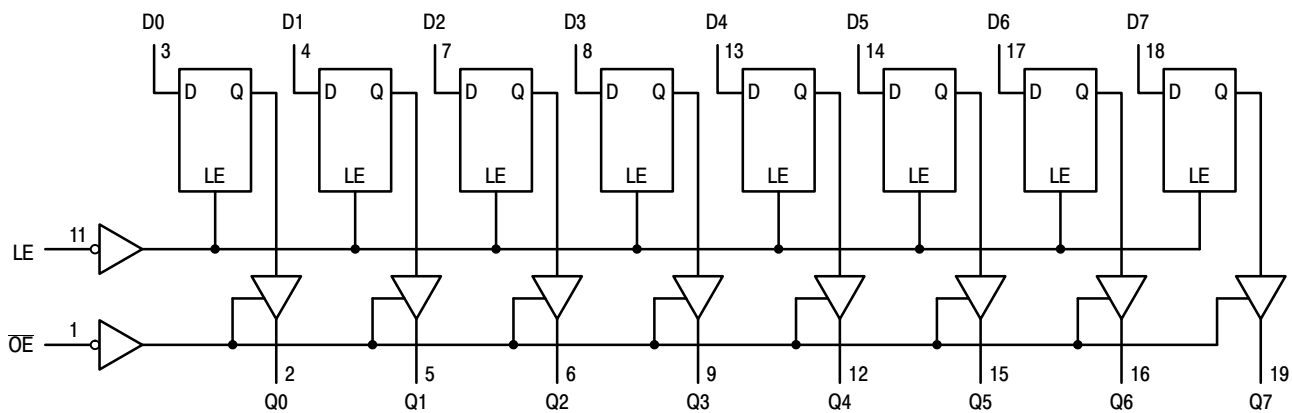 D0 D1 D2 D3 D4 D5 D6 D7
3 4 7 8 13 14 17 18
D Q D Q D Q D Q D Q D Q D Q D Q
LE LE LE LE LE LE LE LE
LE 11
O̅E̅ 1
2 5 6 9 12 15 16 19
Q0 Q1 Q2 Q3 Q4 Q5 Q6 Q7